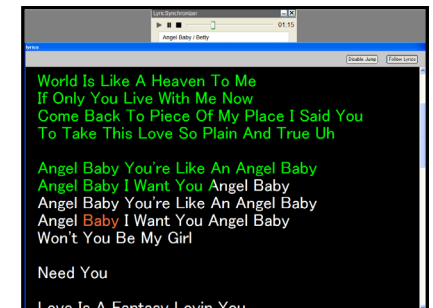 Lyric Synchronizer
01:15
Angel Baby / Betty
lyrics
Disable Jump
Follow Lyrics
World Is Like A Heaven To Me
If Only You Live With Me Now
Come Back To Piece Of My Place I Said You
To Take This Love So Plain And True Uh
Angel Baby You're Like An Angel Baby
Angel Baby I Want You Angel Baby
Angel Baby You're Like An Angel Baby
Angel Baby I Want You Angel Baby
Won't You Be My Girl
Need You
Love Is A Fantasy Lovin You